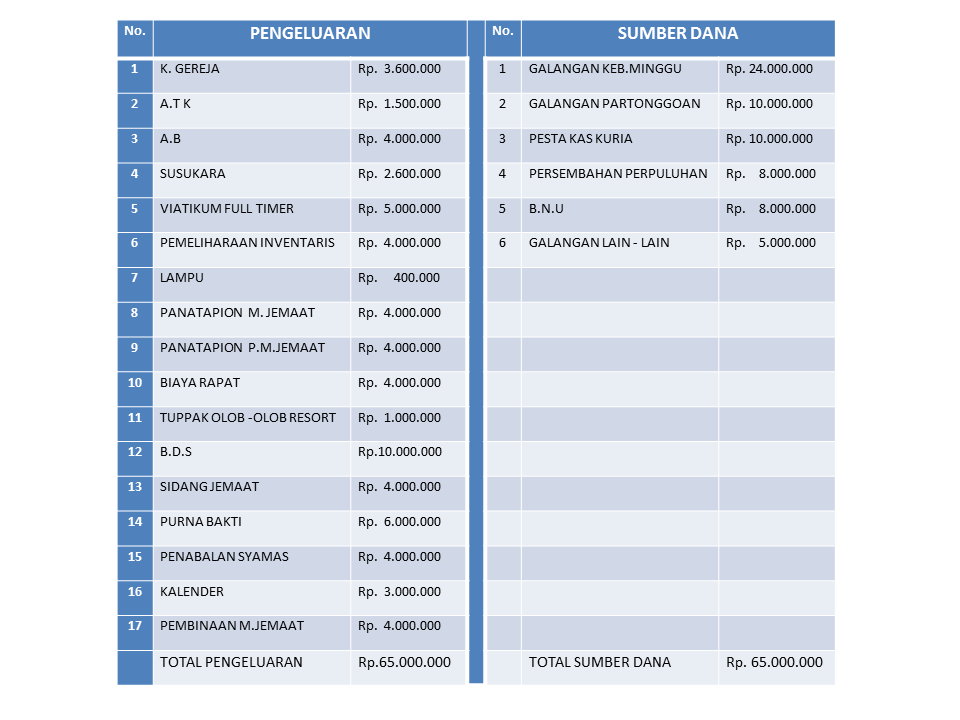 No. PENGELUARAN No. SUMBER DANA
1 K. GEREJA Rp. 3.600.000 1 GALANGAN KEB.MINGGU Rp. 24.000.000
2 A.T K Rp. 1.500.000 2 GALANGAN PARTONGGOAN Rp. 10.000.000
3 A.B Rp. 4.000.000 3 PESTA KAS KURIA Rp. 10.000.000
4 SUSUKARA Rp. 2.600.000 4 PERSEMBAHAN PERPULUHAN Rp. 8.000.000
5 VIATIKUM FULL TIMER Rp. 5.000.000 5 B.N.U Rp. 8.000.000
6 PEMELIHARAAN INVENTARIS Rp. 4.000.000 6 GALANGAN LAIN - LAIN Rp. 5.000.000
7 LAMPU Rp. 400.000
8 PANATAPION M. JEMAAT Rp. 4.000.000
9 PANATAPION P.M.JEMAAT Rp. 4.000.000
10 BIAYA RAPAT Rp. 4.000.000
11 TUPPAK OLOB -OLOB RESORT Rp. 1.000.000
12 B.D.S Rp.10.000.000
13 SIDANG JEMAAT Rp. 4.000.000
14 PURNA BAKTI Rp. 6.000.000
15 PENABALAN SYAMAS Rp. 4.000.000
16 KALENDER Rp. 3.000.000
17 PEMBINAAN M.JEMAAT Rp. 4.000.000
TOTAL PENGELUARAN Rp.65.000.000 TOTAL SUMBER DANA Rp. 65.000.000